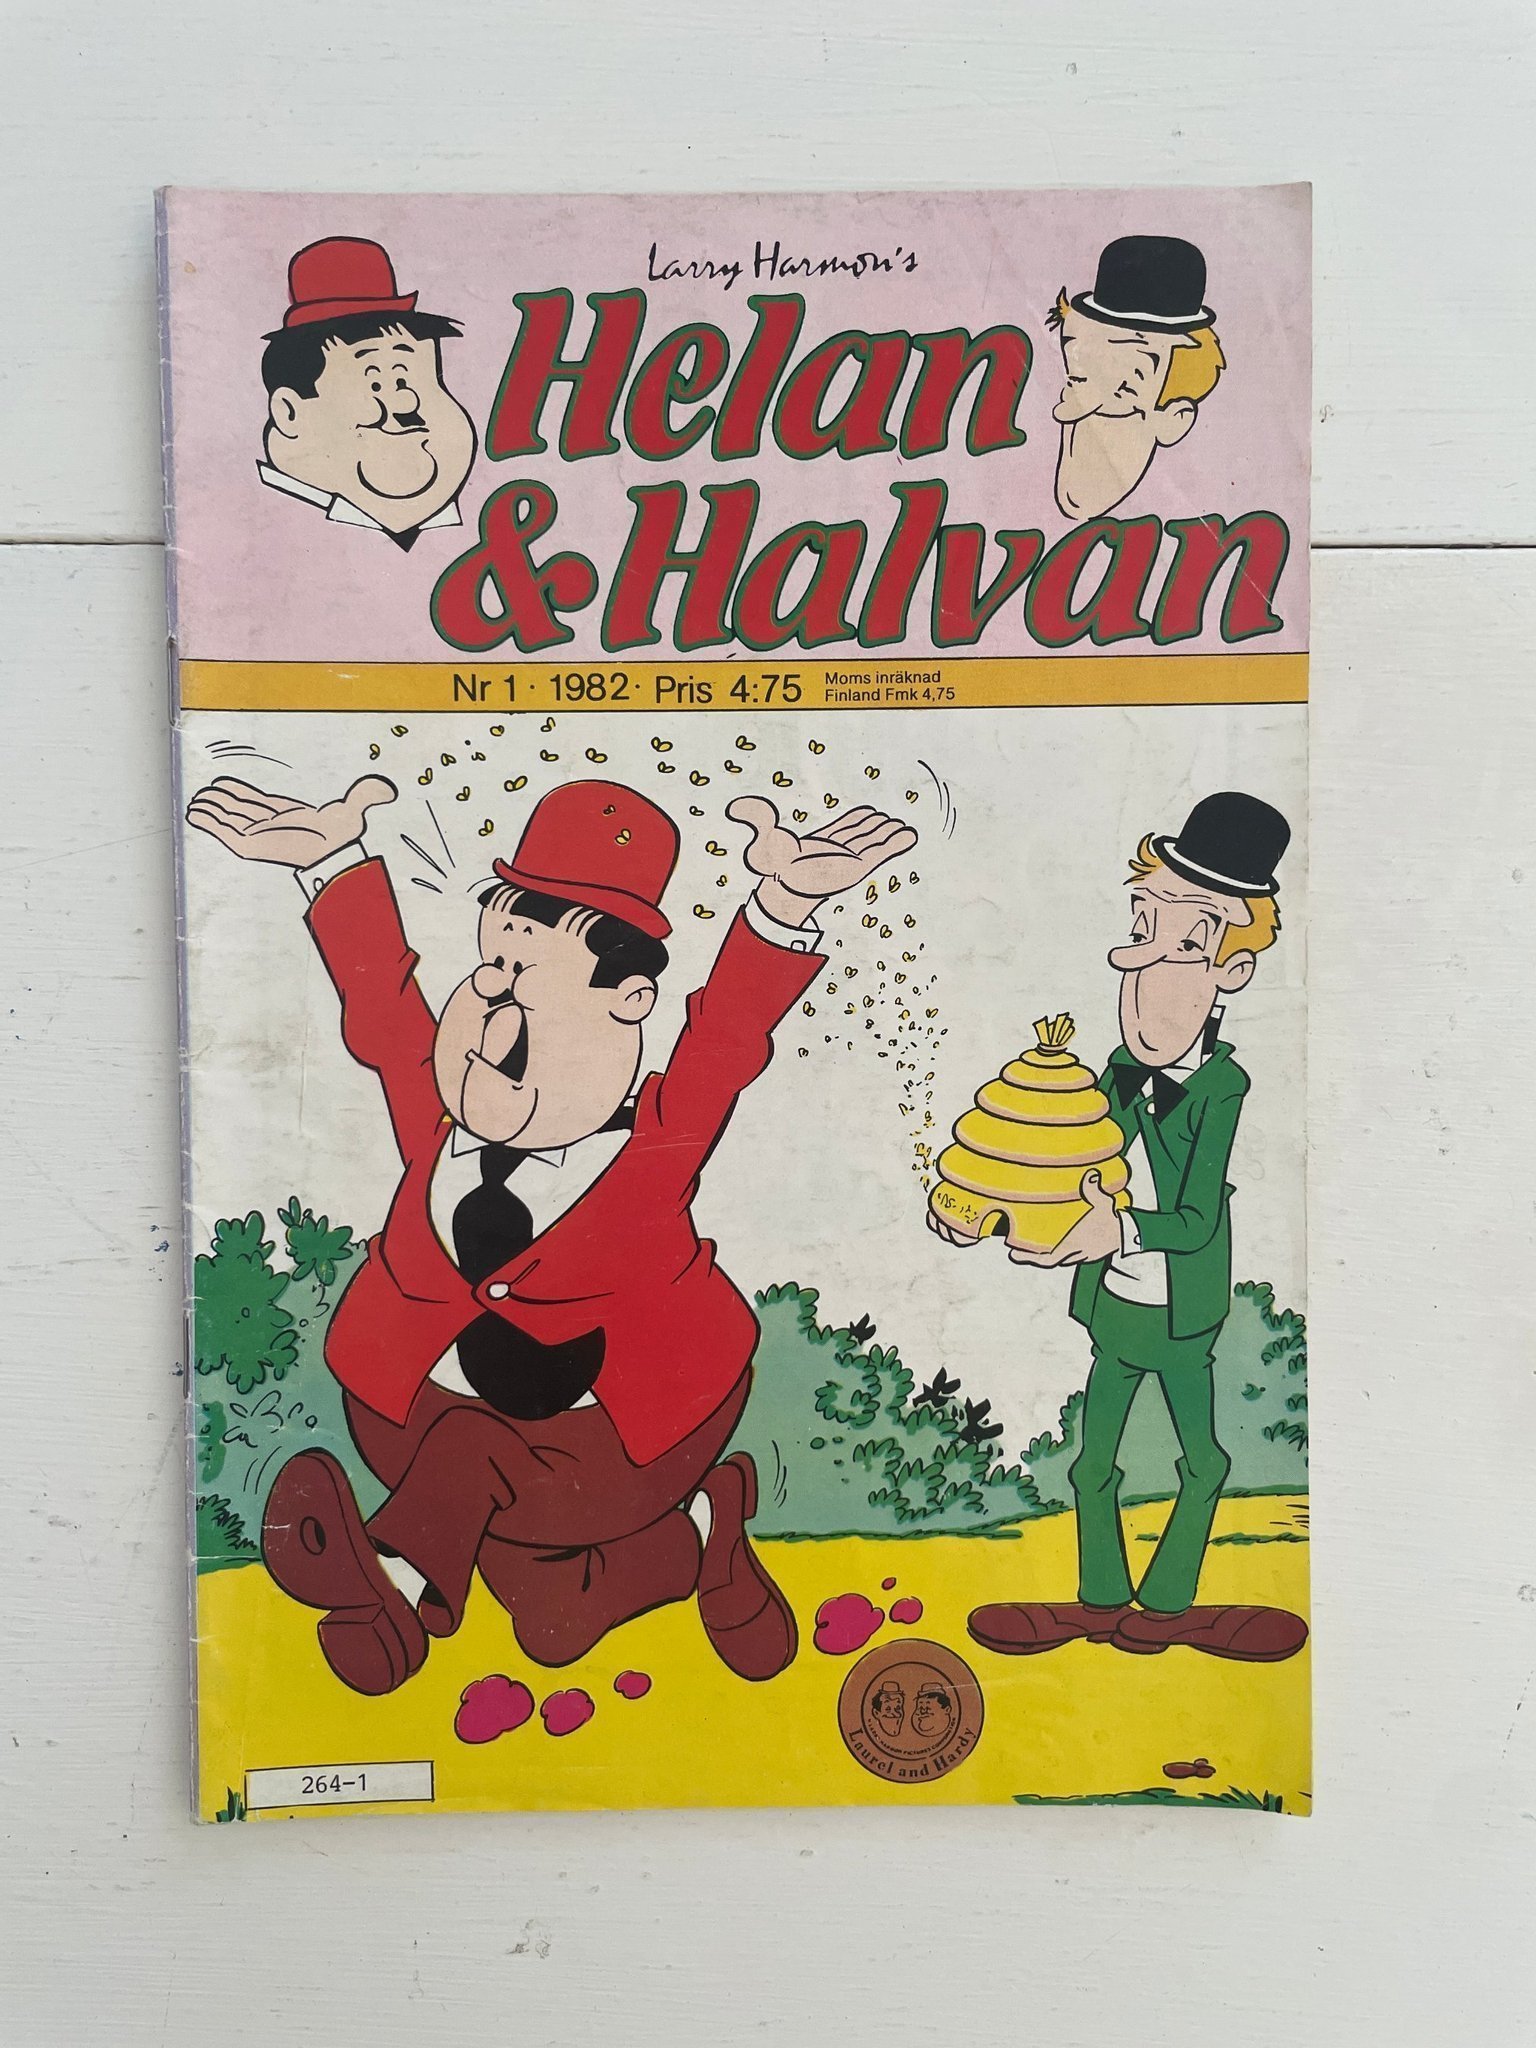 Larry Harmon's
Helan
& Halvan
Nr 1 · 1982 · Pris 4:75
Moms inräknad
Finland Fmk 4,75
264-1
Laurel and Hardy